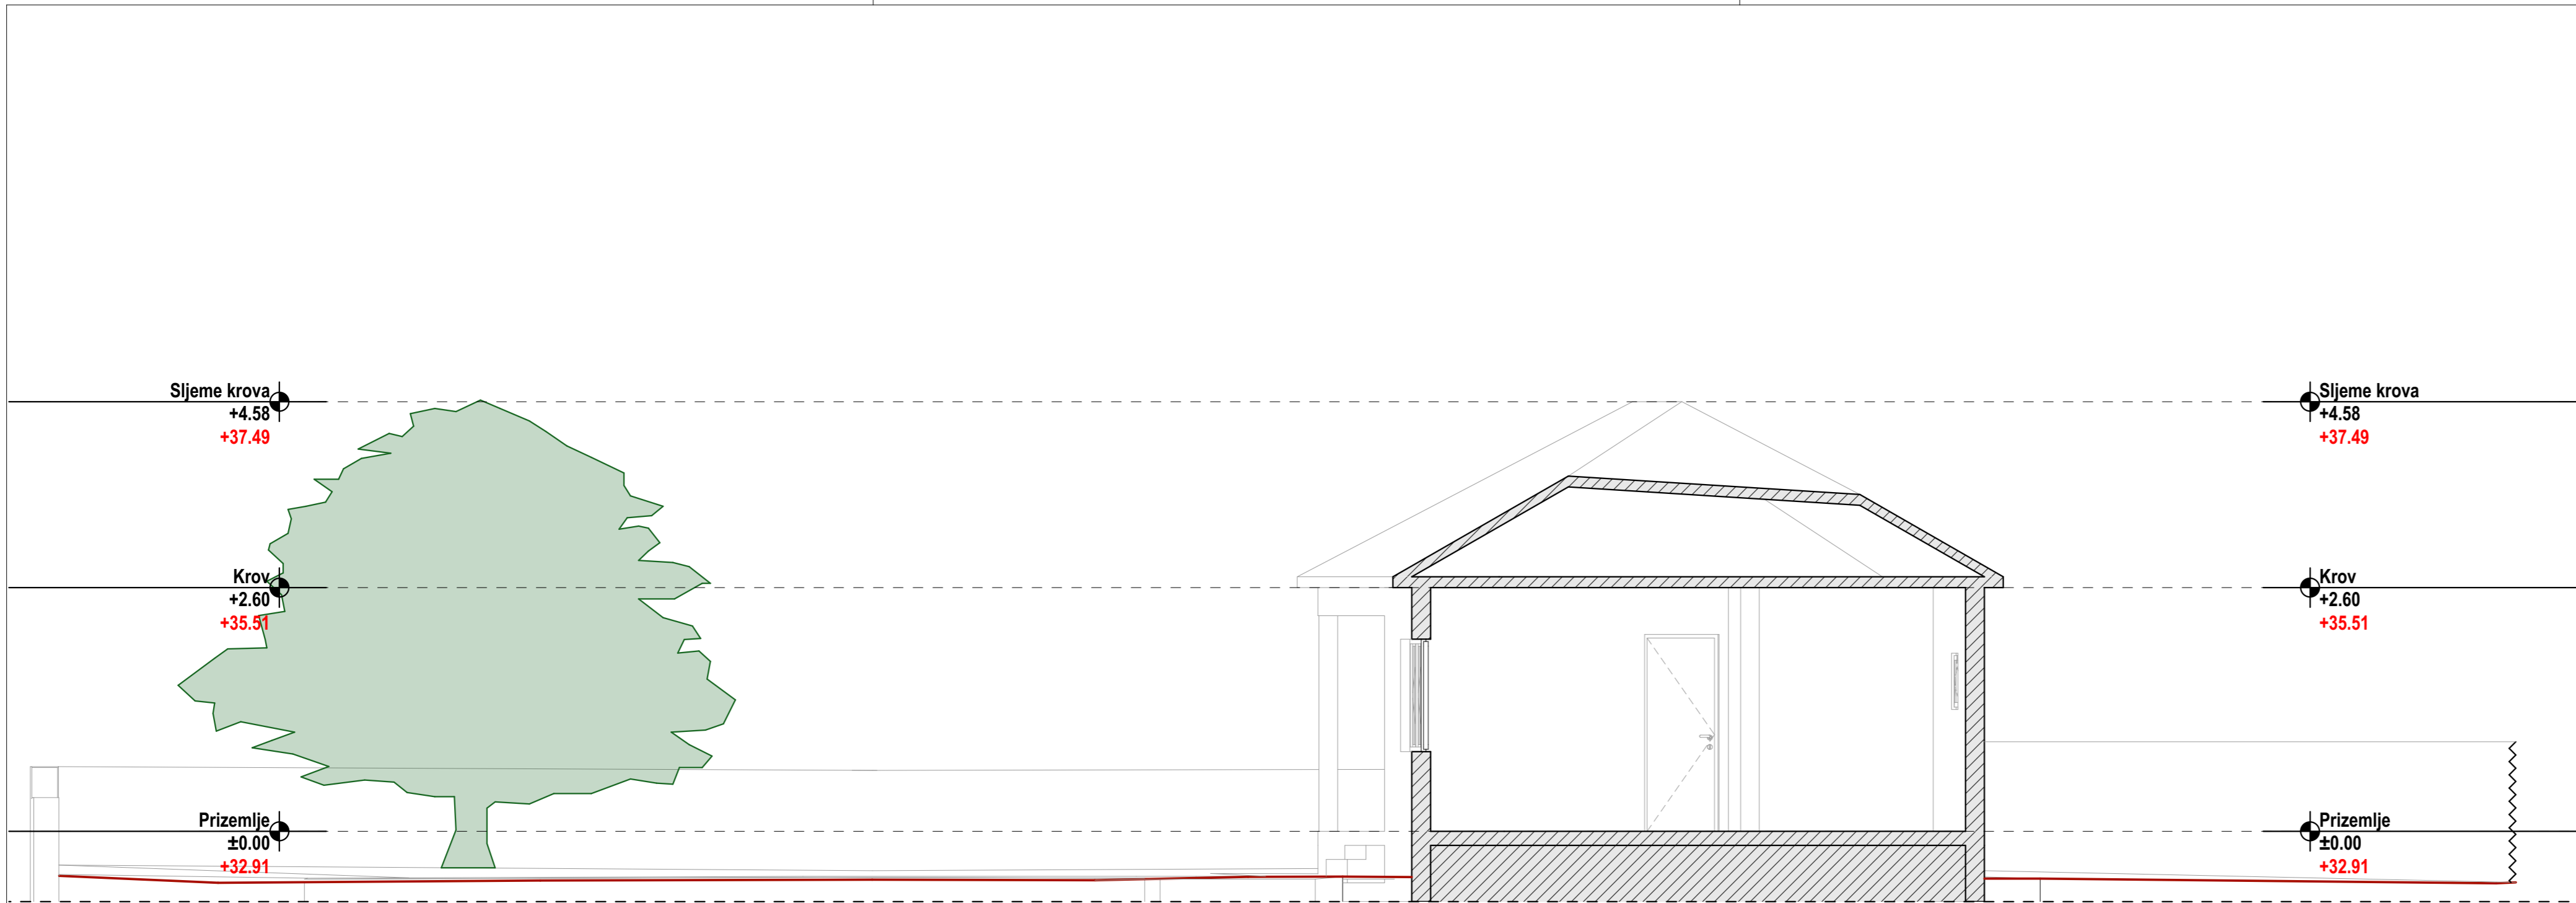 Sljeme krova
+4.58
+37.49
Sljeme krova
+4.58
+37.49
Krov
+2.60
+35.51
Krov
+2.60
+35.51
Prizemlje
±0.00
+32.91
Prizemlje
±0.00
+32.91